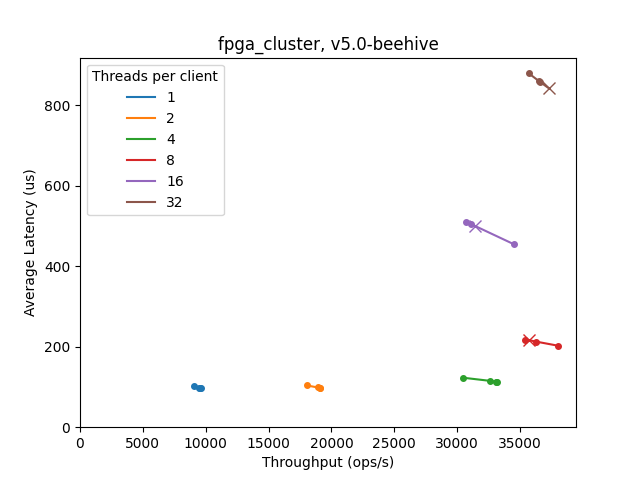 fpga_cluster, v5.0-beehive
Threads per client
1
2
4
8
16
32
Average Latency (us)
800
600
400
200
0
0 5000 10000 15000 20000 25000 30000 35000
Throughput (ops/s)